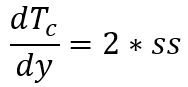 dT_c/dy = 2 * ss